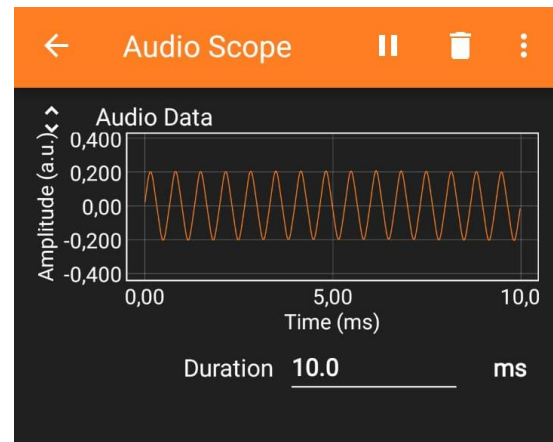 Audio Scope
Audio Data
Amplitude (a.u.)
0,400
0,200
0,00
-0,200
-0,400
0,00 5,00 10,0
Time (ms)
Duration 10.0 ms